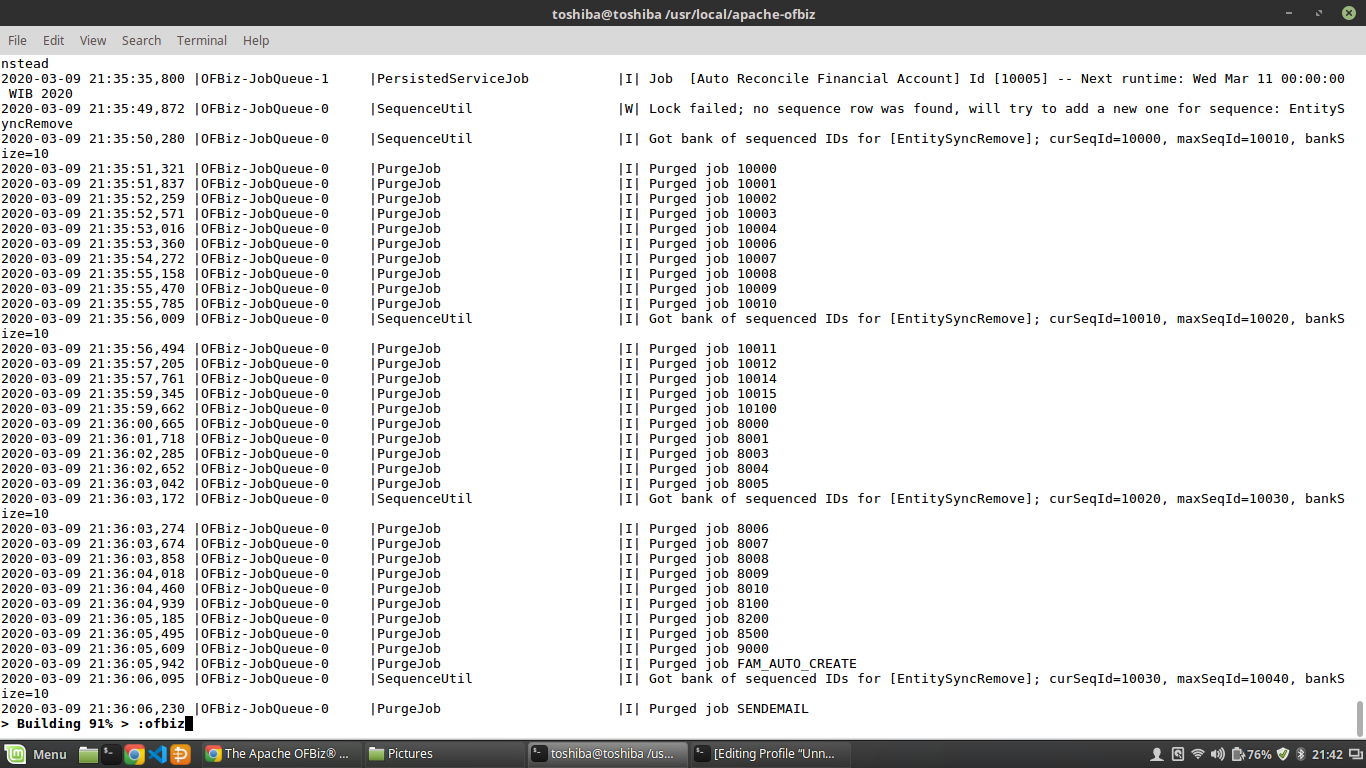 toshiba@toshiba /usr/local/apache-ofbiz
File Edit View Search Terminal Help
nstead
2020-03-09 21:35:35,800 |OFBiz-JobQueue-1 |PersistedServiceJob |I| Job [Auto Reconcile Financial Account] Id [10005] -- Next runtime: Wed Mar 11 00:00:00
WIB 2020
2020-03-09 21:35:49,872 |OFBiz-JobQueue-0 |SequenceUtil |W| Lock failed; no sequence row was found, will try to add a new one for sequence: EntityS
yncRemove
2020-03-09 21:35:50,280 |OFBiz-JobQueue-0 |SequenceUtil |I| Got bank of sequenced IDs for [EntitySyncRemove]; curSeqId=10000, maxSeqId=10010, bankS
ize=10
2020-03-09 21:35:51,321 |OFBiz-JobQueue-0 |PurgeJob |I| Purged job 10000
2020-03-09 21:35:51,837 |OFBiz-JobQueue-0 |PurgeJob |I| Purged job 10001
2020-03-09 21:35:52,259 |OFBiz-JobQueue-0 |PurgeJob |I| Purged job 10002
2020-03-09 21:35:52,571 |OFBiz-JobQueue-0 |PurgeJob |I| Purged job 10003
2020-03-09 21:35:53,016 |OFBiz-JobQueue-0 |PurgeJob |I| Purged job 10004
2020-03-09 21:35:53,360 |OFBiz-JobQueue-0 |PurgeJob |I| Purged job 10006
2020-03-09 21:35:54,272 |OFBiz-JobQueue-0 |PurgeJob |I| Purged job 10007
2020-03-09 21:35:55,158 |OFBiz-JobQueue-0 |PurgeJob |I| Purged job 10008
2020-03-09 21:35:55,470 |OFBiz-JobQueue-0 |PurgeJob |I| Purged job 10009
2020-03-09 21:35:55,785 |OFBiz-JobQueue-0 |PurgeJob |I| Purged job 10010
2020-03-09 21:35:56,009 |OFBiz-JobQueue-0 |SequenceUtil |I| Got bank of sequenced IDs for [EntitySyncRemove]; curSeqId=10010, maxSeqId=10020, bankS
ize=10
2020-03-09 21:35:56,494 |OFBiz-JobQueue-0 |PurgeJob |I| Purged job 10011
2020-03-09 21:35:57,205 |OFBiz-JobQueue-0 |PurgeJob |I| Purged job 10012
2020-03-09 21:35:57,761 |OFBiz-JobQueue-0 |PurgeJob |I| Purged job 10014
2020-03-09 21:35:59,345 |OFBiz-JobQueue-0 |PurgeJob |I| Purged job 10015
2020-03-09 21:35:59,662 |OFBiz-JobQueue-0 |PurgeJob |I| Purged job 10100
2020-03-09 21:36:00,665 |OFBiz-JobQueue-0 |PurgeJob |I| Purged job 8000
2020-03-09 21:36:01,718 |OFBiz-JobQueue-0 |PurgeJob |I| Purged job 8001
2020-03-09 21:36:02,285 |OFBiz-JobQueue-0 |PurgeJob |I| Purged job 8003
2020-03-09 21:36:02,652 |OFBiz-JobQueue-0 |PurgeJob |I| Purged job 8004
2020-03-09 21:36:03,042 |OFBiz-JobQueue-0 |PurgeJob |I| Purged job 8005
2020-03-09 21:36:03,172 |OFBiz-JobQueue-0 |SequenceUtil |I| Got bank of sequenced IDs for [EntitySyncRemove]; curSeqId=10020, maxSeqId=10030, bankS
ize=10
2020-03-09 21:36:03,274 |OFBiz-JobQueue-0 |PurgeJob |I| Purged job 8006
2020-03-09 21:36:03,674 |OFBiz-JobQueue-0 |PurgeJob |I| Purged job 8007
2020-03-09 21:36:03,858 |OFBiz-JobQueue-0 |PurgeJob |I| Purged job 8008
2020-03-09 21:36:04,018 |OFBiz-JobQueue-0 |PurgeJob |I| Purged job 8009
2020-03-09 21:36:04,460 |OFBiz-JobQueue-0 |PurgeJob |I| Purged job 8010
2020-03-09 21:36:04,939 |OFBiz-JobQueue-0 |PurgeJob |I| Purged job 8100
2020-03-09 21:36:05,185 |OFBiz-JobQueue-0 |PurgeJob |I| Purged job 8200
2020-03-09 21:36:05,495 |OFBiz-JobQueue-0 |PurgeJob |I| Purged job 8500
2020-03-09 21:36:05,609 |OFBiz-JobQueue-0 |PurgeJob |I| Purged job 9000
2020-03-09 21:36:05,942 |OFBiz-JobQueue-0 |PurgeJob |I| Purged job FAM_AUTO_CREATE
2020-03-09 21:36:06,095 |OFBiz-JobQueue-0 |SequenceUtil |I| Got bank of sequenced IDs for [EntitySyncRemove]; curSeqId=10030, maxSeqId=10040, bankS
ize=10
2020-03-09 21:36:06,230 |OFBiz-JobQueue-0 |PurgeJob |I| Purged job SENDEMAIL
> Building 91% > :ofbiz
Menu The Apache OFBiz® ... Pictures toshiba@toshiba /us... [Editing Profile “Unn... 76% 21:42